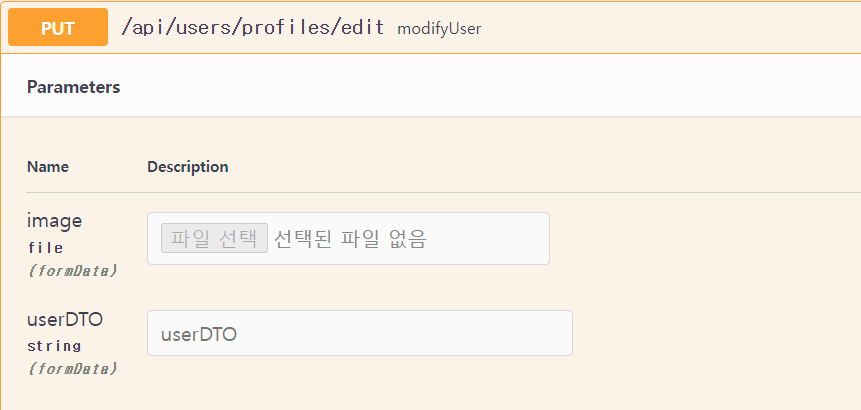 PUT /api/users/profiles/edit modifyUser
Parameters
Name Description
image
file
(formData)
파일 선택 선택된 파일 없음
userDTO
string
(formData)
userDTO